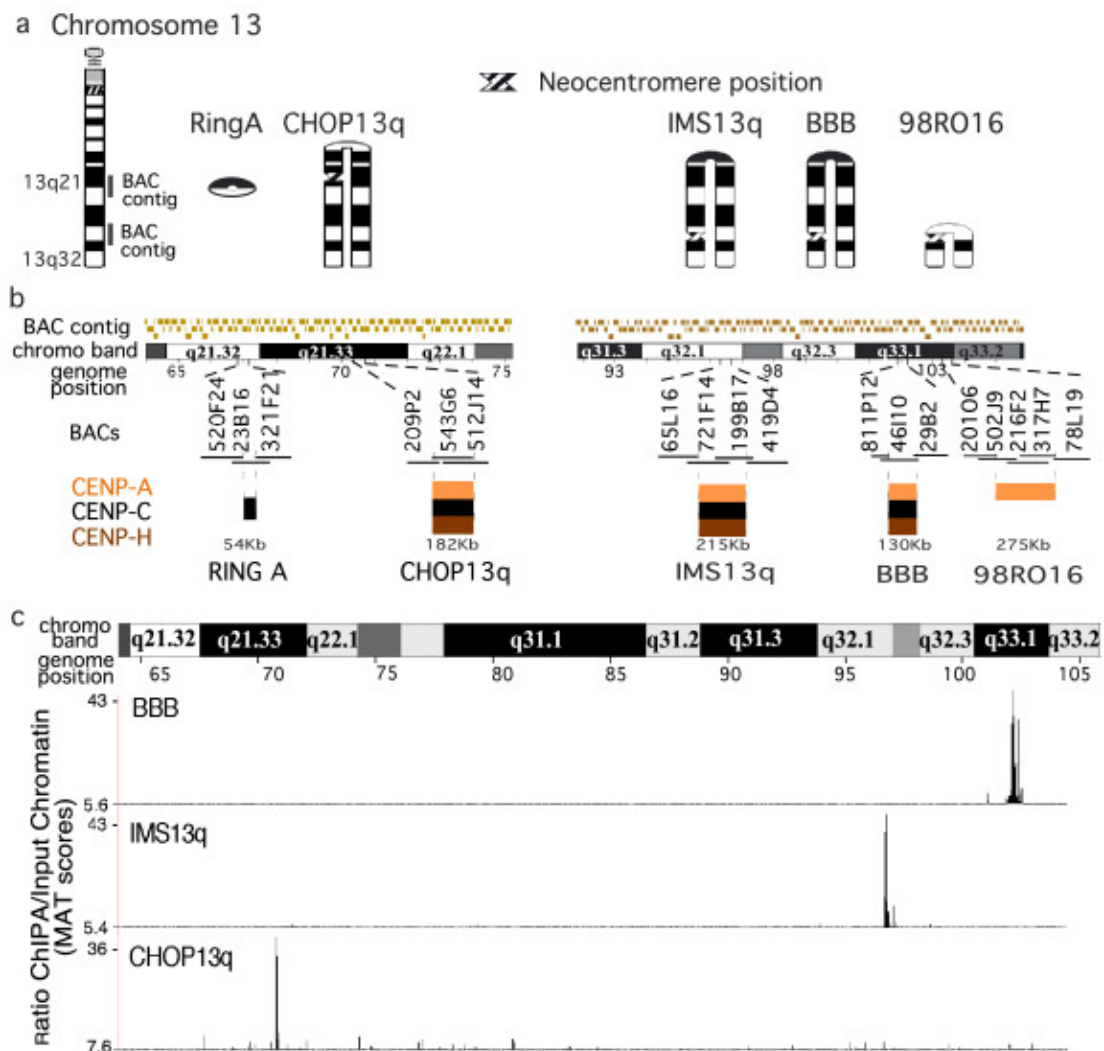 a Chromosome 13
Neocentromere position
RingA CHOP13q IMS13q BBB 98RO16
13q21
BAC
contig
BAC
contig
13q32
b
BAC contig
chromo band q21.32 q21.33 q22.1 q31.3 q32.1 q32.3 q33.1 q33.2
genome
position
65 70 75 93 98 103
BACs
520F24 23B16 321F2 209P2 543G6 512J14 65L16 721F14 199B17 419D4 811P12 46I10 29B2 201O6 502J9 216F2 317H7 78L19
CENP-A
CENP-C
CENP-H
54Kb 182Kb 215Kb 130Kb 275Kb
RING A CHOP13q IMS13q BBB 98RO16
c
chromo
band
q21.32 q21.33 q22.1 q31.1 q31.2 q31.3 q32.1 q32.3 q33.1 q33.2
genome
position
65 70 75 80 85 90 95 100 105
Ratio ChIPA/Input Chromatin
(MAT scores)
43
BBB
5.6
43
IMS13q
5.4
36
CHOP13q
7.6